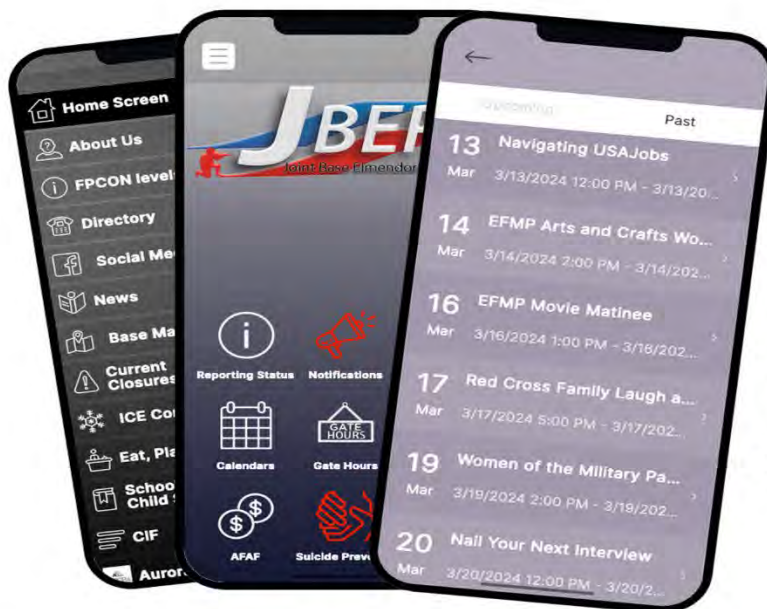 Home Screen
About Us
FPCON levels
Directory
Social Me
News
Base Ma
Current
Closures
ICE Co
Eat, Pla
Schoo
Child S
CIF
Auror
JBER
Joint Base Elmendor
Reporting Status
Notifications
Calendars
GATE
HOURS
Gate Hours
AFAF
Suicide Preve
Upcoming
Past
13
Mar
Navigating USAJobs
3/13/2024 12:00 PM - 3/13/20...
14
Mar
EFMP Arts and Crafts Wo...
3/14/2024 2:00 PM - 3/14/202...
16
Mar
EFMP Movie Matinee
3/16/2024 1:00 PM - 3/16/202...
17
Mar
Red Cross Family Laugh a...
3/17/2024 5:00 PM - 3/17/202...
19
Mar
Women of the Military Pa...
3/19/2024 2:00 PM - 3/19/202...
20
Mar
Nail Your Next Interview
3/20/2024 12:00 PM - 3/20/2...